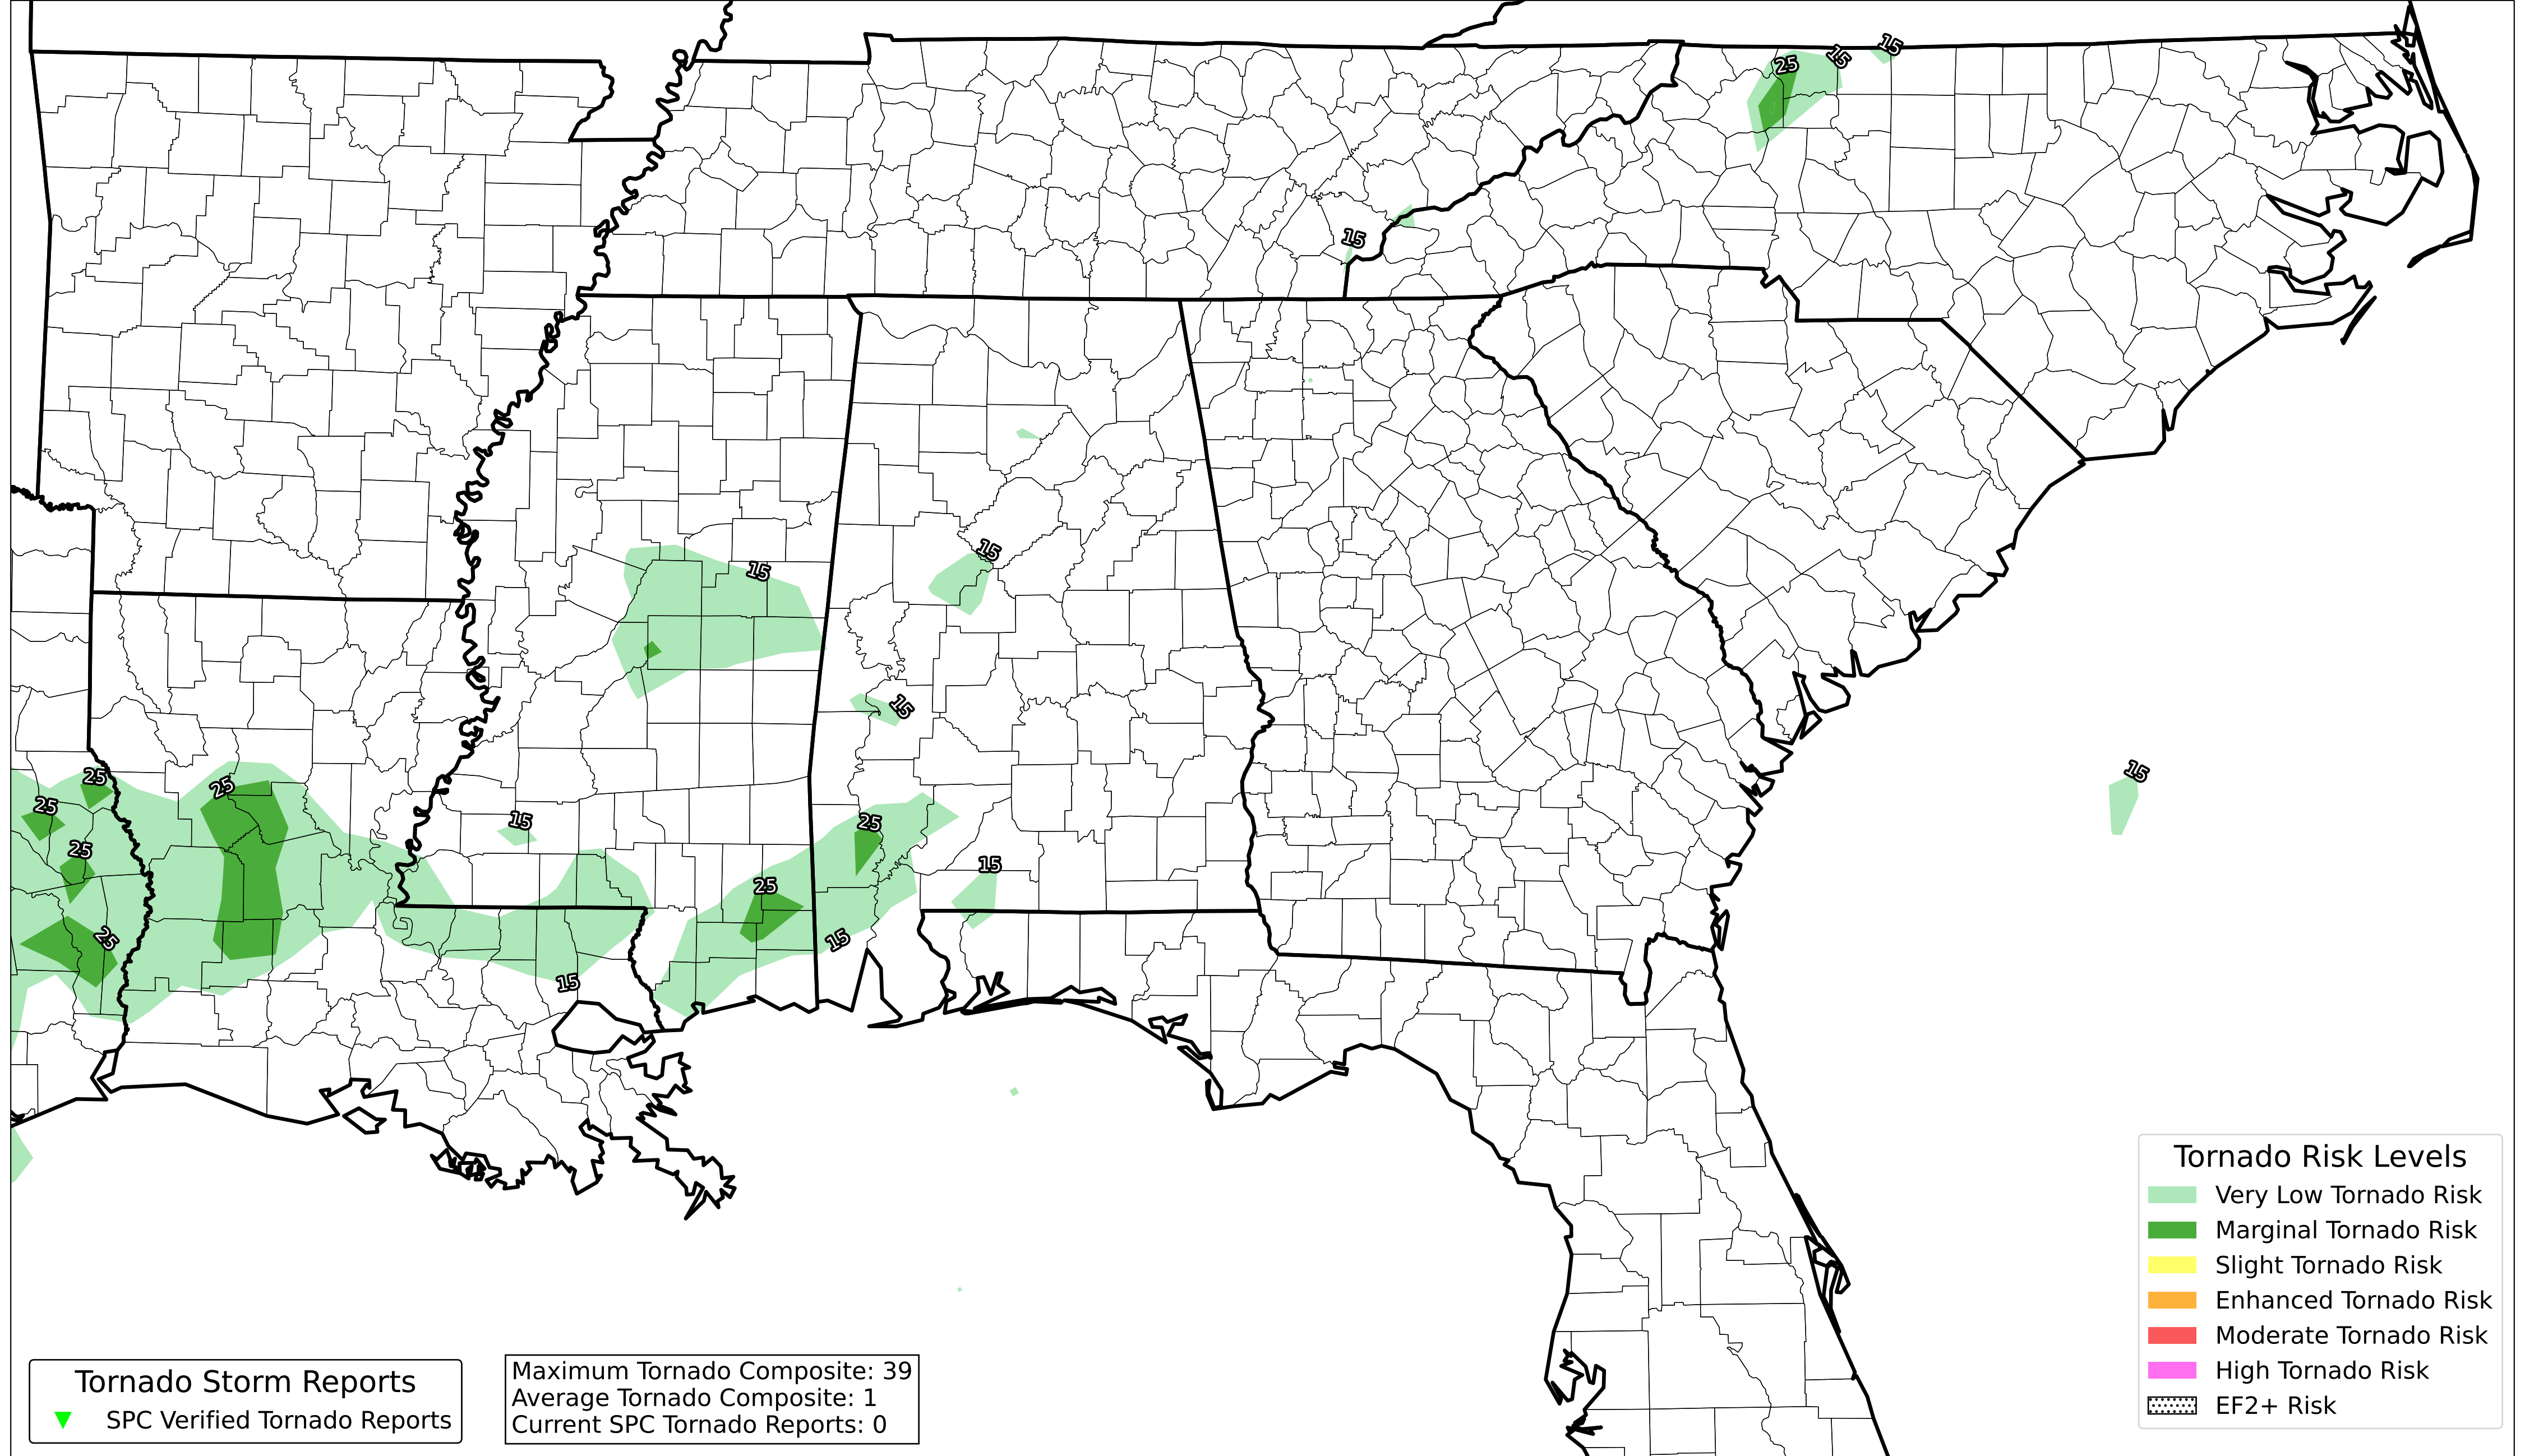 15
15
25
15
15
15
15
25
25
25
15
25
25
25
15
15
25
15
15
Tornado Risk Levels
Very Low Tornado Risk
Marginal Tornado Risk
Slight Tornado Risk
Enhanced Tornado Risk
Moderate Tornado Risk
High Tornado Risk
EF2+ Risk
Tornado Storm Reports
SPC Verified Tornado Reports
Maximum Tornado Composite: 39
Average Tornado Composite: 1
Current SPC Tornado Reports: 0